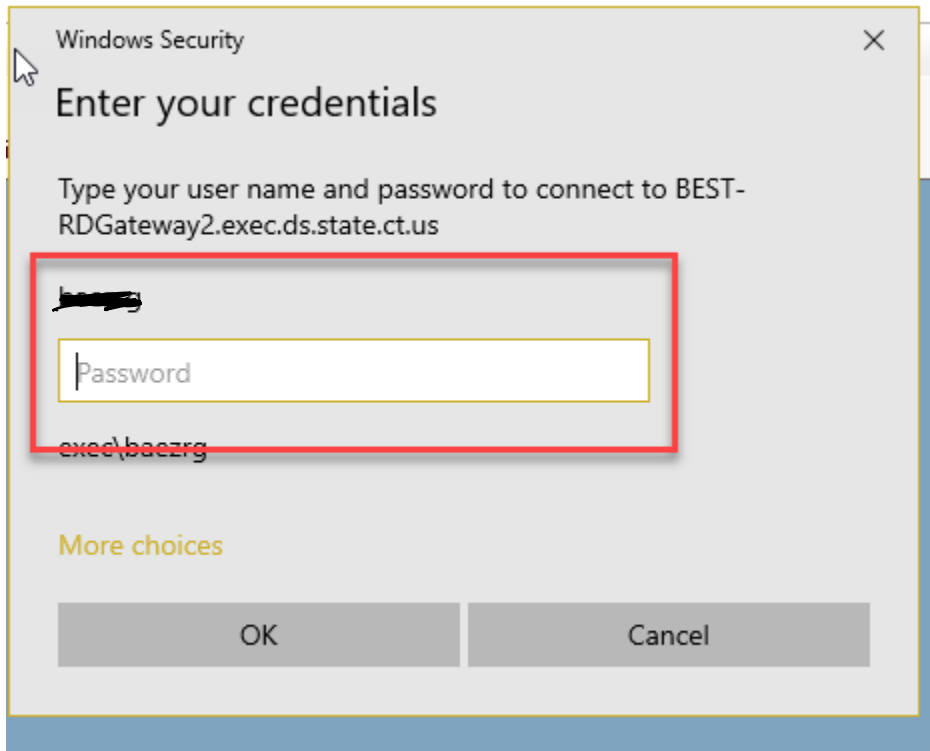 Windows Security
Enter your credentials
Type your user name and password to connect to BEST-
RDGateway2.exec.ds.state.ct.us
Password
exec\baezrg
More choices
OK
Cancel